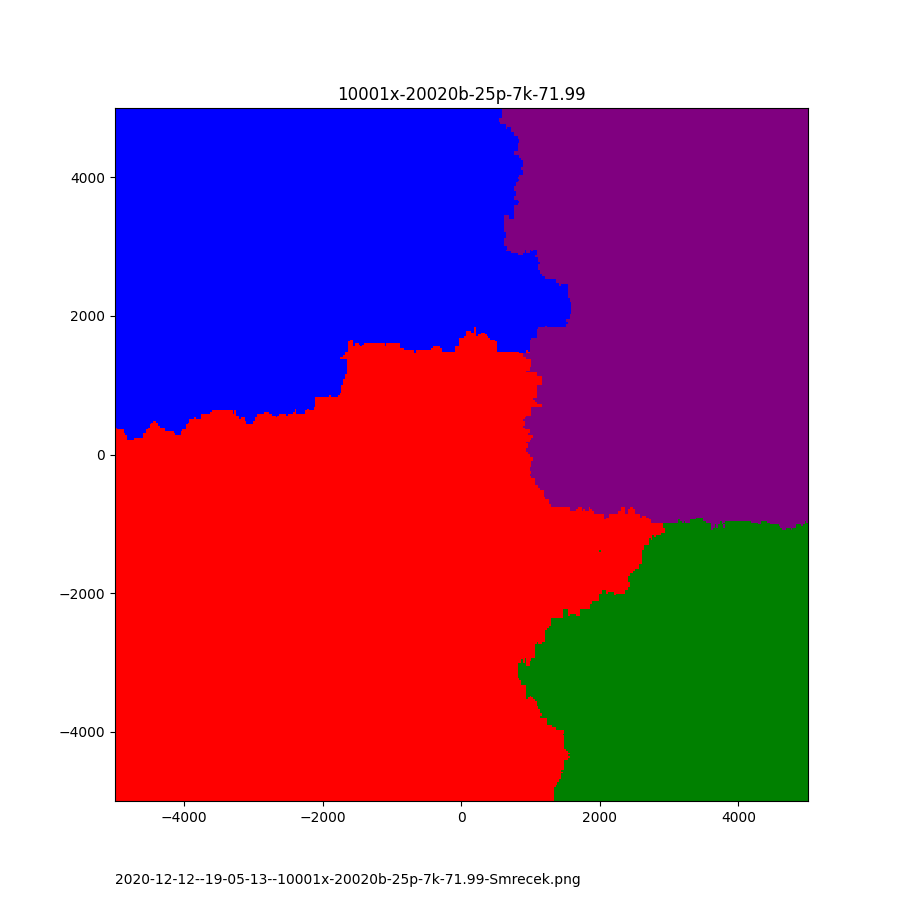 10001x-20020b-25p-7k-71.99
4000
2000
0
−2000
−4000
−4000 −2000 0 2000 4000
2020-12-12--19-05-13--10001x-20020b-25p-7k-71.99-Smrecek.png